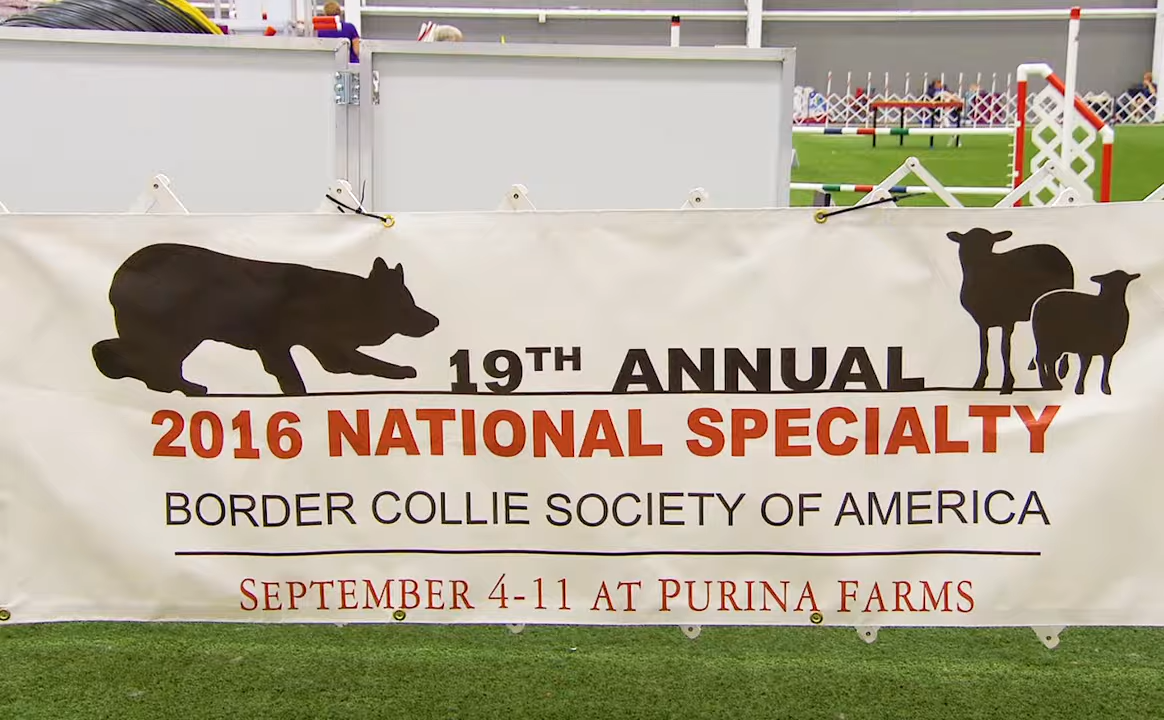 19TH ANNUAL
2016 NATIONAL SPECIALTY
BORDER COLLIE SOCIETY OF AMERICA
SEPTEMBER 4-11 AT PURINA FARMS